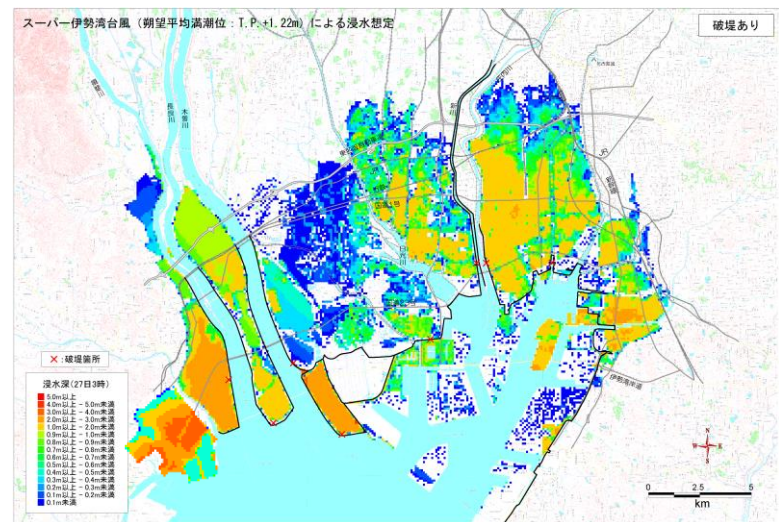 スーパー伊勢湾台風（朔望平均満潮位：T.P.+1.22m）による浸水想定
破堤あり
長良川
木曽川
日光川
伊勢湾岸道
×:破堤箇所
浸水深(27日3時)
5.0m以上
4.0m以上 - 5.0m未満
3.0m以上 - 4.0m未満
2.0m以上 - 3.0m未満
1.0m以上 - 2.0m未満
0.9m以上 - 1.0m未満
0.8m以上 - 0.9m未満
0.7m以上 - 0.8m未満
0.6m以上 - 0.7m未満
0.5m以上 - 0.6m未満
0.4m以上 - 0.5m未満
0.3m以上 - 0.4m未満
0.2m以上 - 0.3m未満
0.1m以上 - 0.2m未満
0.1m未満
N
W
E
S
0 2.5 5
km